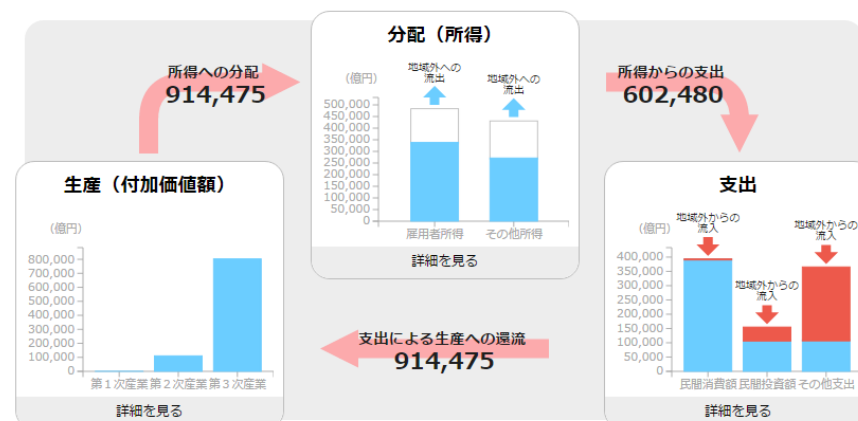 分配（所得）
所得への分配
914,475
（億円）
地域外への
流出
地域外への
流出
500,000
450,000
400,000
350,000
300,000
250,000
200,000
150,000
100,000
50,000
0
雇用者所得
その他所得
詳細を見る
所得からの支出
602,480
生産（付加価値額）
（億円）
800,000
700,000
600,000
500,000
400,000
300,000
200,000
100,000
0
第１次産業
第２次産業
第３次産業
詳細を見る
支出による生産への還流
914,475
支出
（億円）
地域外からの
流入
地域外からの
流入
地域外からの
流入
400,000
350,000
300,000
250,000
200,000
150,000
100,000
50,000
0
民間消費額
民間投資額
その他支出
詳細を見る